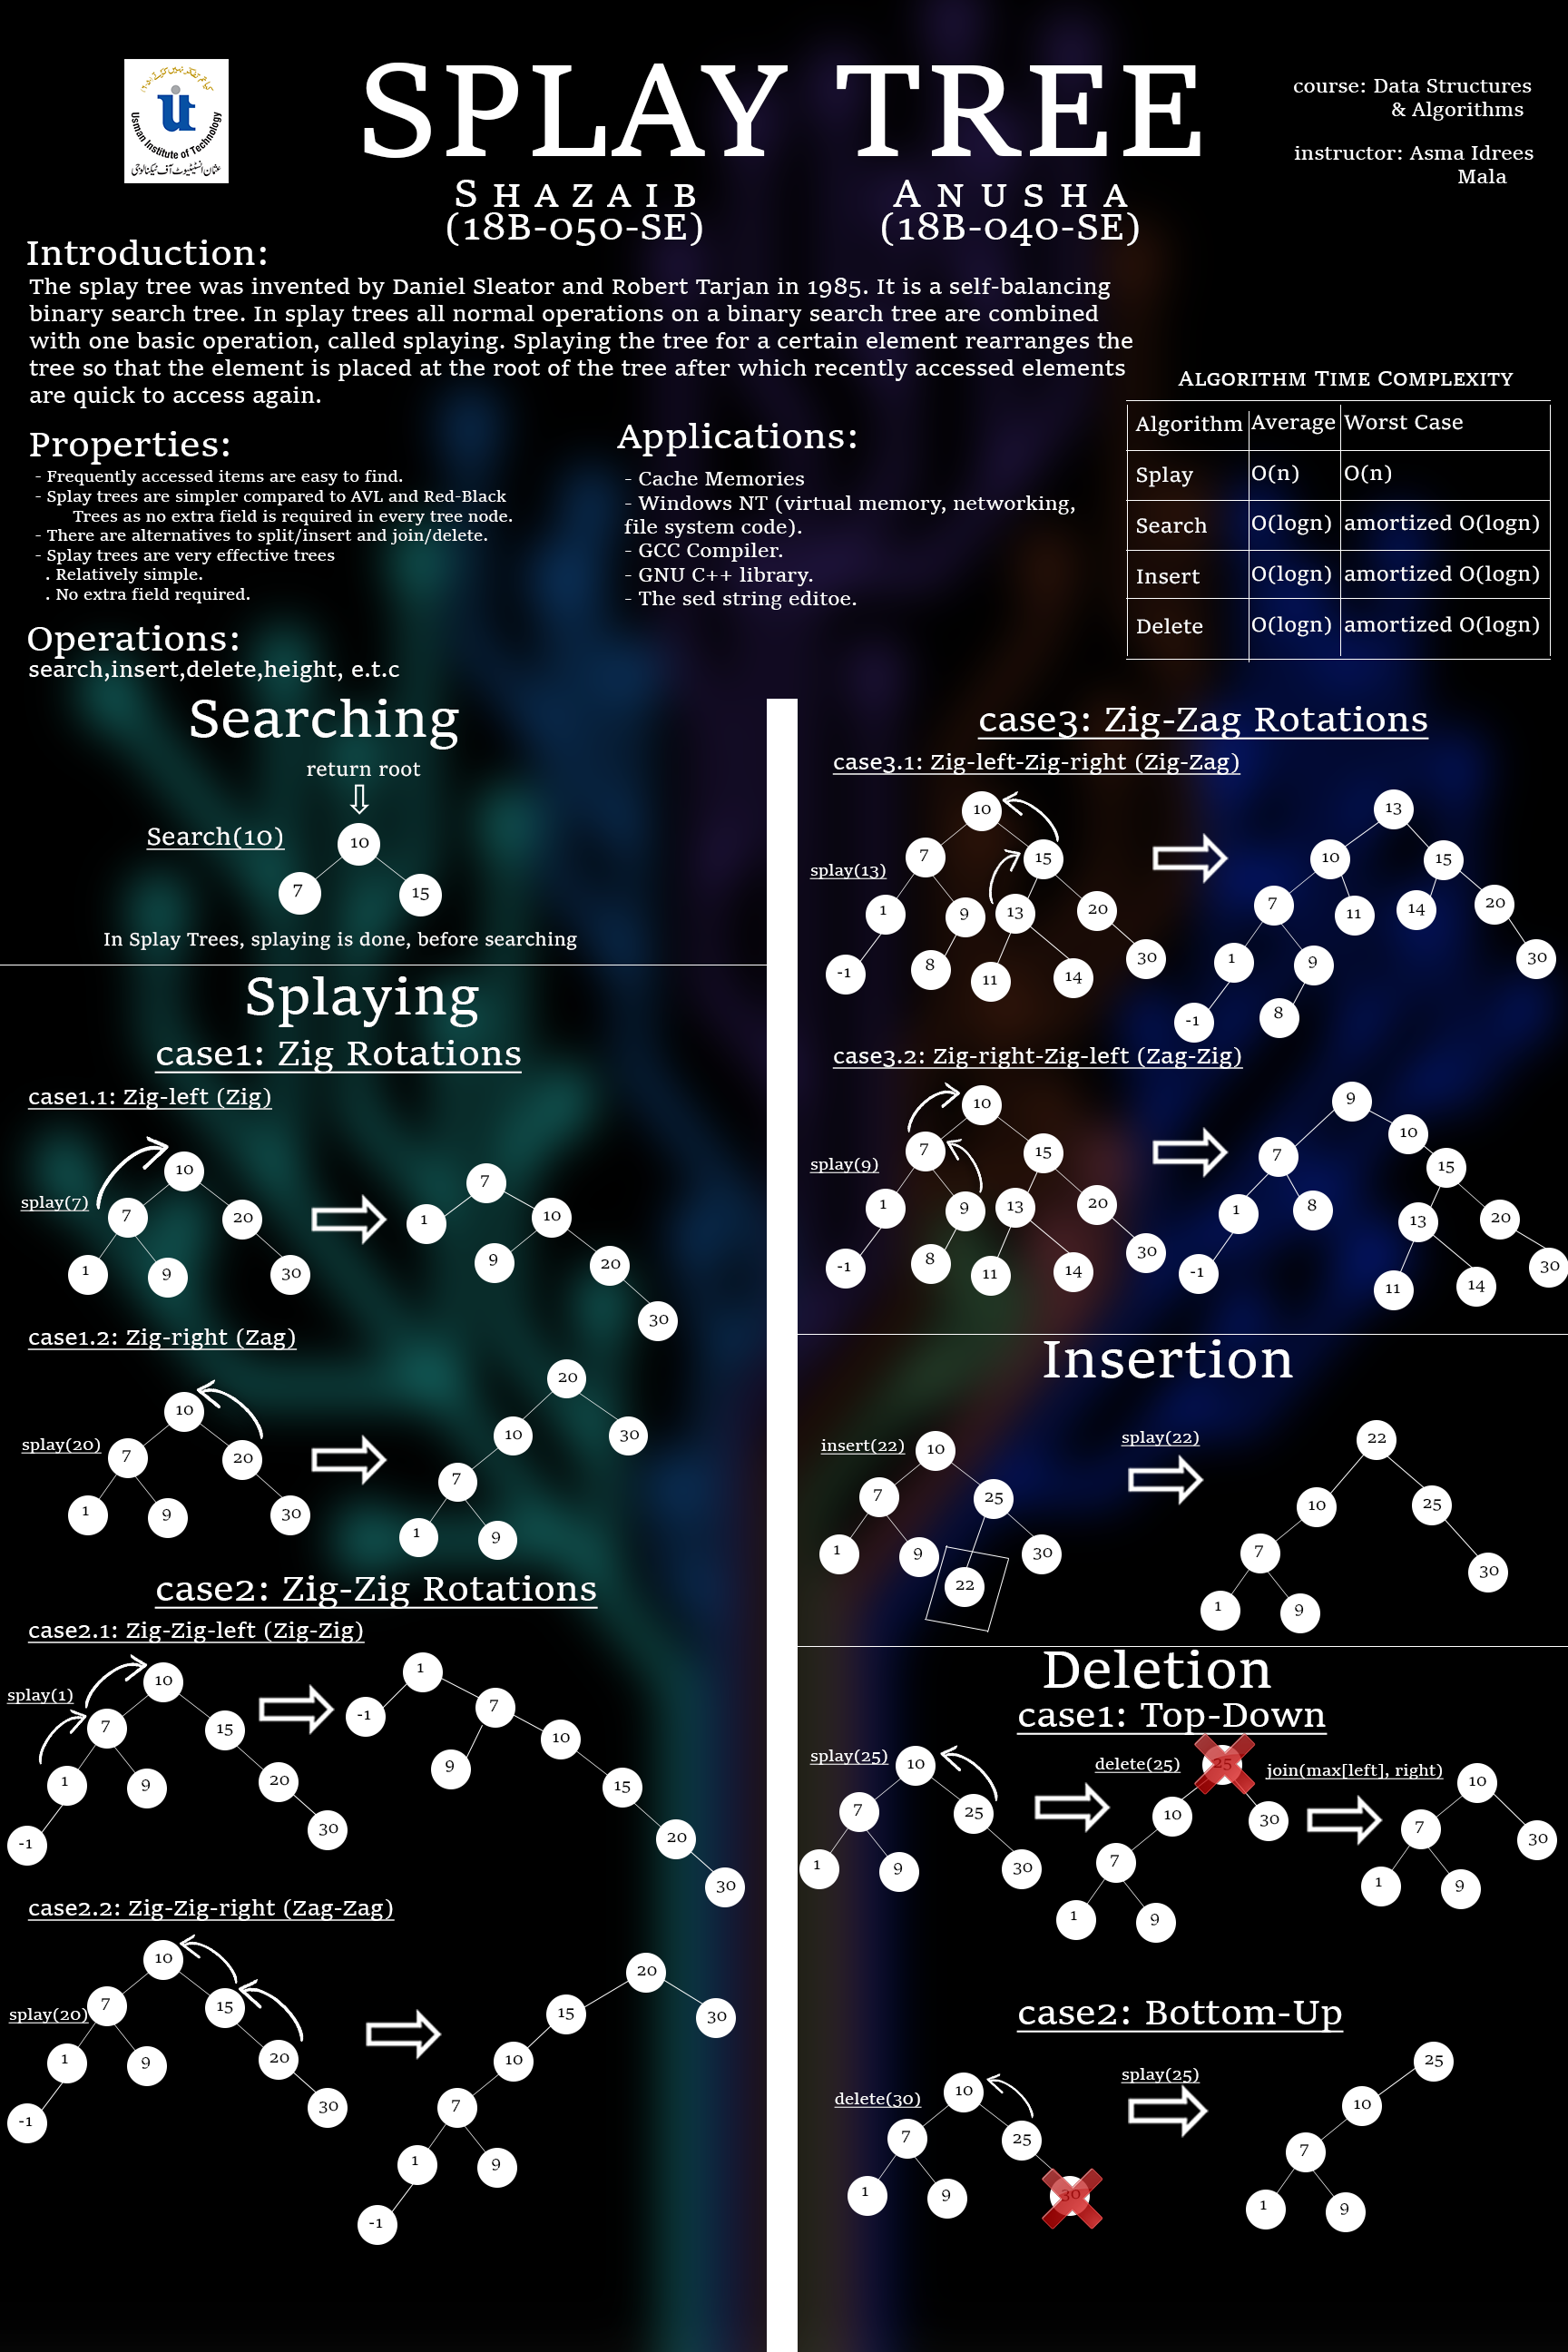 SPLAY TREE
Usman Institute of Technology
course: Data Structures
& Algorithms
instructor: Asma Idrees
Mala
SHAZAIB
(18B-050-SE)
ANUSHA
(18B-040-SE)
Introduction:
The splay tree was invented by Daniel Sleator and Robert Tarjan in 1985. It is a self-balancing
binary search tree. In splay trees all normal operations on a binary search tree are combined
with one basic operation, called splaying. Splaying the tree for a certain element rearranges the
tree so that the element is placed at the root of the tree after which recently accessed elements
are quick to access again.
Properties:
- Frequently accessed items are easy to find.
- Splay trees are simpler compared to AVL and Red-Black
Trees as no extra field is required in every tree node.
- There are alternatives to split/insert and join/delete.
- Splay trees are very effective trees
. Relatively simple.
. No extra field required.
Applications:
- Cache Memories
- Windows NT (virtual memory, networking,
file system code).
- GCC Compiler.
- GNU C++ library.
- The sed string editoe.
ALGORITHM TIME COMPLEXITY
Algorithm Average Worst Case
Splay O(n) O(n)
Search O(logn) amortized O(logn)
Insert O(logn) amortized O(logn)
Delete O(logn) amortized O(logn)
Operations:
search,insert,delete,height, e.t.c
Searching
return root
Search(10)
10
7 15
In Splay Trees, splaying is done, before searching
Splaying
case1: Zig Rotations
case1.1: Zig-left (Zig)
splay(7)
10
7 20
1 9 30
7
1 10
9 20
30
case1.2: Zig-right (Zag)
splay(20)
10
7 20
1 9 30
20
10 30
7
1 9
case2: Zig-Zig Rotations
case2.1: Zig-Zig-left (Zig-Zig)
splay(1)
10
7 15
1 9 20
-1 30
1
-1 7
9 10
15
20
30
case2.2: Zig-Zig-right (Zag-Zag)
splay(20)
10
7 15
1 9 20
-1 30
20
15 30
10
7
1 9
-1
case3: Zig-Zag Rotations
case3.1: Zig-left-Zig-right (Zig-Zag)
splay(13)
10
7 15
1 9 13 20
-1 8 11 14 30
13
10 15
7 11 14 20
1 9 30
-1 8
case3.2: Zig-right-Zig-left (Zag-Zig)
splay(9)
10
7 15
1 9 13 20
-1 8 11 14 30
9
7 10
1 8 15
-1 13 20
11 14 30
Insertion
insert(22)
10
7 25
1 9 30
22
splay(22)
22
10 25
7 30
1 9
Deletion
case1: Top-Down
splay(25)
10
7 25
1 9 30
delete(25)
25
10 30
7
1 9
join(max[left], right)
10
7 30
1 9
case2: Bottom-Up
delete(30)
10
7 25
1 9 30
splay(25)
25
10
7
1 9